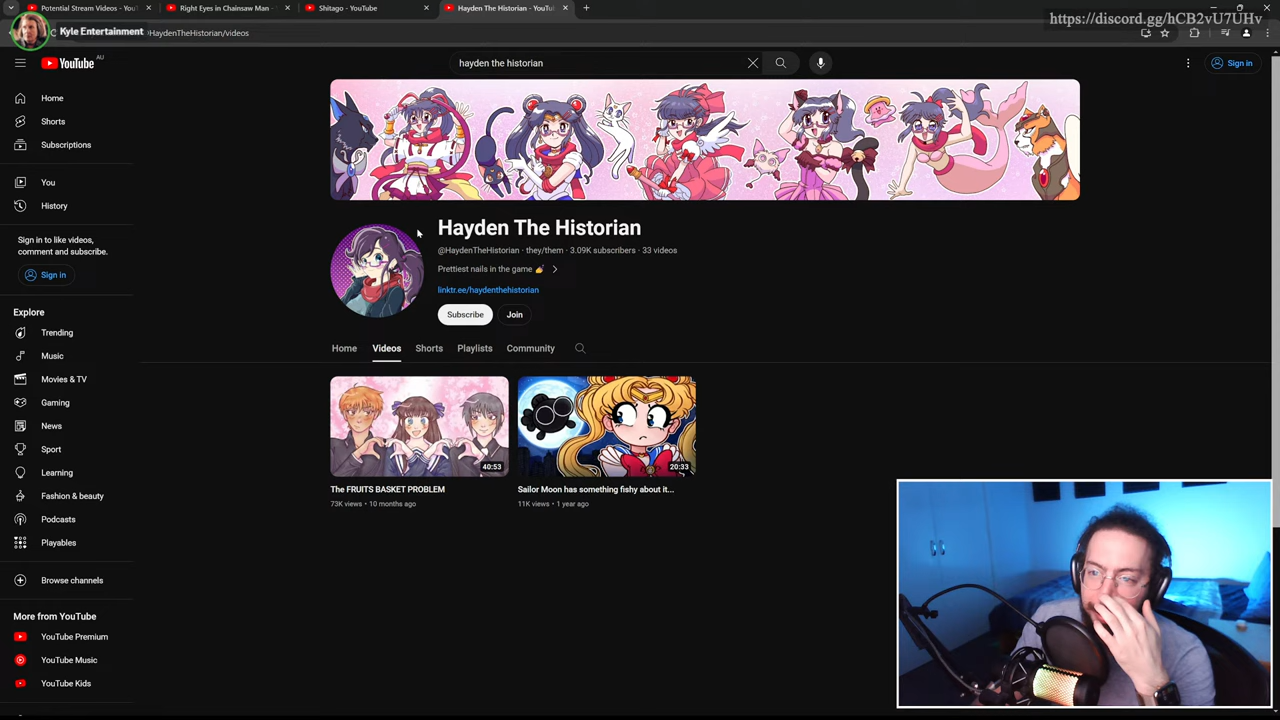 Potential Stream Videos - You
Right Eyes in Chainsaw Man -
Shitago - YouTube
Hayden The Historian - YouTu
https://discord.gg/hCB2vU7UHv
Kyle Entertainment
HaydenTheHistorian/videos
YouTube AU
hayden the historian
Sign in
Home
Shorts
Subscriptions
You
History
Sign in to like videos,
comment and subscribe.
Sign in
Explore
Trending
Music
Movies & TV
Gaming
News
Sport
Learning
Fashion & beauty
Podcasts
Playables
Browse channels
More from YouTube
YouTube Premium
YouTube Music
YouTube Kids
Hayden The Historian
@HaydenTheHistorian · they/them · 3.09K subscribers · 33 videos
Prettiest nails in the game 💅
linktr.ee/haydenthehistorian
Subscribe
Join
Home
Videos
Shorts
Playlists
Community
40:53
The FRUITS BASKET PROBLEM
73K views · 10 months ago
20:33
Sailor Moon has something fishy about it...
11K views · 1 year ago